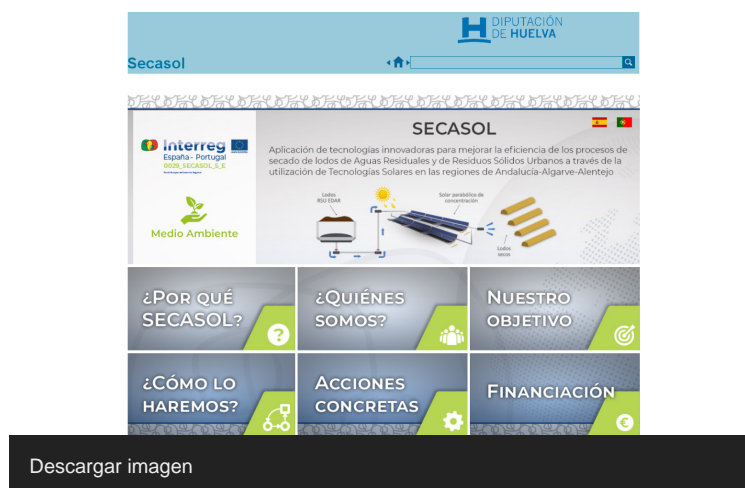 DIPUTACIÓN
DE HUELVA
Secasol
SECASOL
Interreg
España - Portugal
0029_SECASOL_5_E
Aplicación de tecnologías innovadoras para mejorar la eficiencia de los procesos de
secado de lodos de Aguas Residuales y de Residuos Sólidos Urbanos a través de la
utilización de Tecnologías Solares en las regiones de Andalucía-Algarve-Alentejo
Medio Ambiente
Lodos
RSU EDAR
Solar parabólico de
concentración
Lodos
secos
¿POR QUÉ
SECASOL?
¿QUIÉNES
SOMOS?
NUESTRO
OBJETIVO
¿CÓMO LO
HAREMOS?
ACCIONES
CONCRETAS
FINANCIACIÓN
Descargar imagen